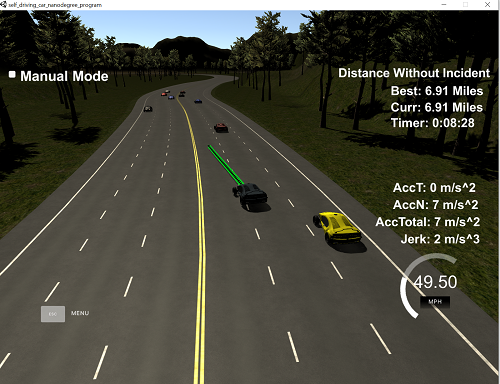 self_driving_car_nanodegree_program
Manual Mode
Distance Without Incident
Best: 6.91 Miles
Curr: 6.91 Miles
Timer: 0:08:28
AccT: 0 m/s^2
AccN: 7 m/s^2
AccTotal: 7 m/s^2
Jerk: 2 m/s^3
49.50
MPH
ESC MENU